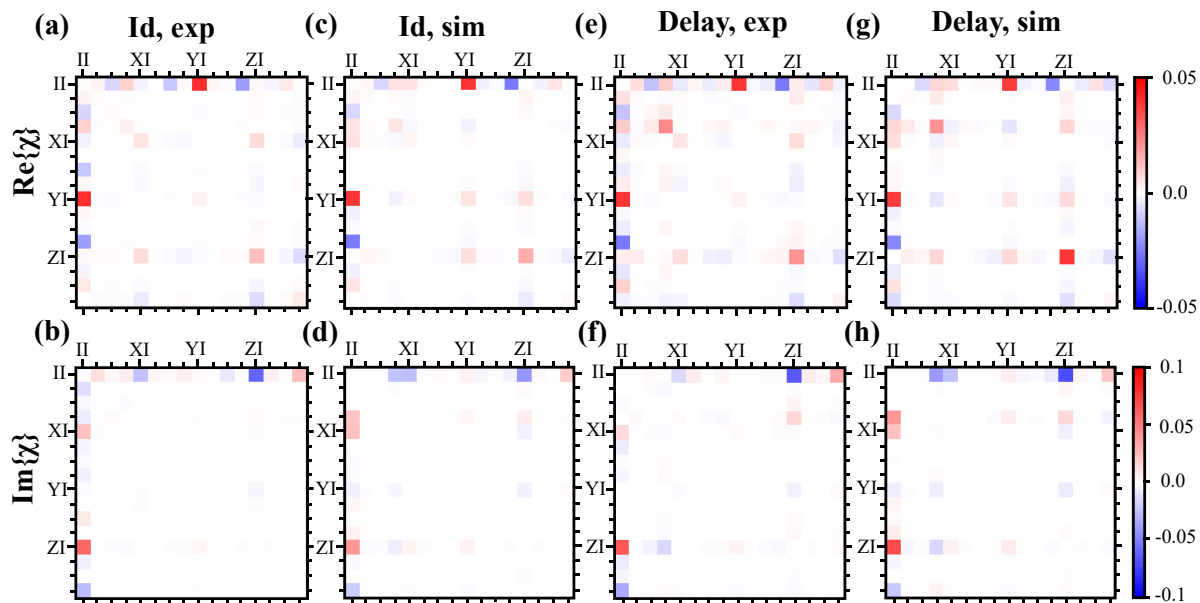 (a) Id, exp (c) Id, sim (e) Delay, exp (g) Delay, sim
II XI YI ZI II XI YI ZI II XI YI ZI II XI YI ZI
Re{χ}
II XI YI ZI
II XI YI ZI
II XI YI ZI
II XI YI ZI
0.05
0.0
-0.05
(b) (d) (f) (h)
II XI YI ZI II XI YI ZI II XI YI ZI II XI YI ZI
Im{χ}
II XI YI ZI
II XI YI ZI
II XI YI ZI
II XI YI ZI
0.1
0.05
0.0
-0.05
-0.1